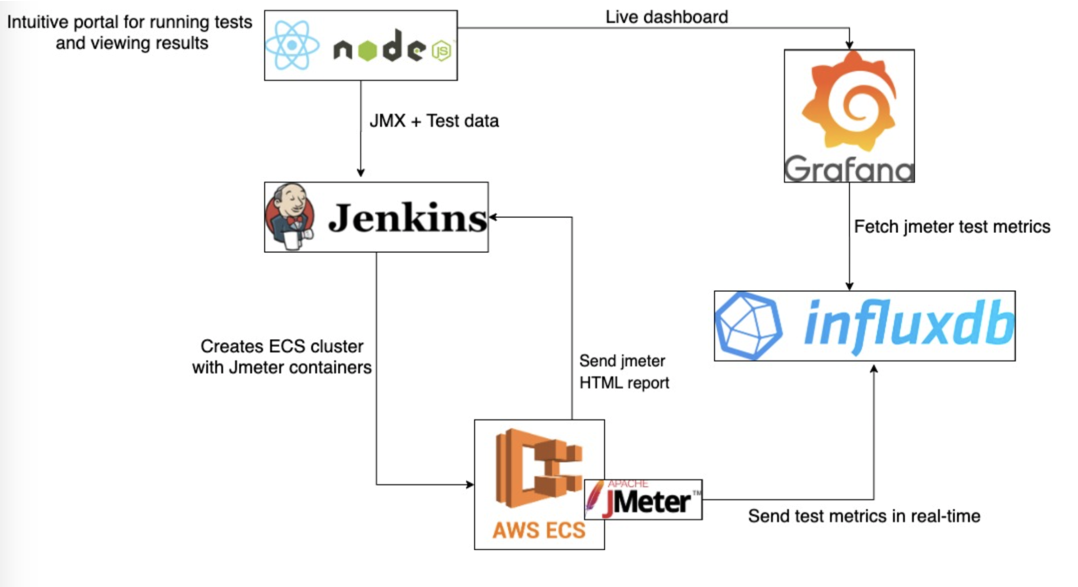 Intuitive portal for running tests
and viewing results
node
JS
Live dashboard
JMX + Test data
Grafana
Jenkins
Fetch jmeter test metrics
influxdb
Creates ECS cluster
with Jmeter containers
Send jmeter
HTML report
APACHE
JMeter™
AWS ECS
Send test metrics in real-time